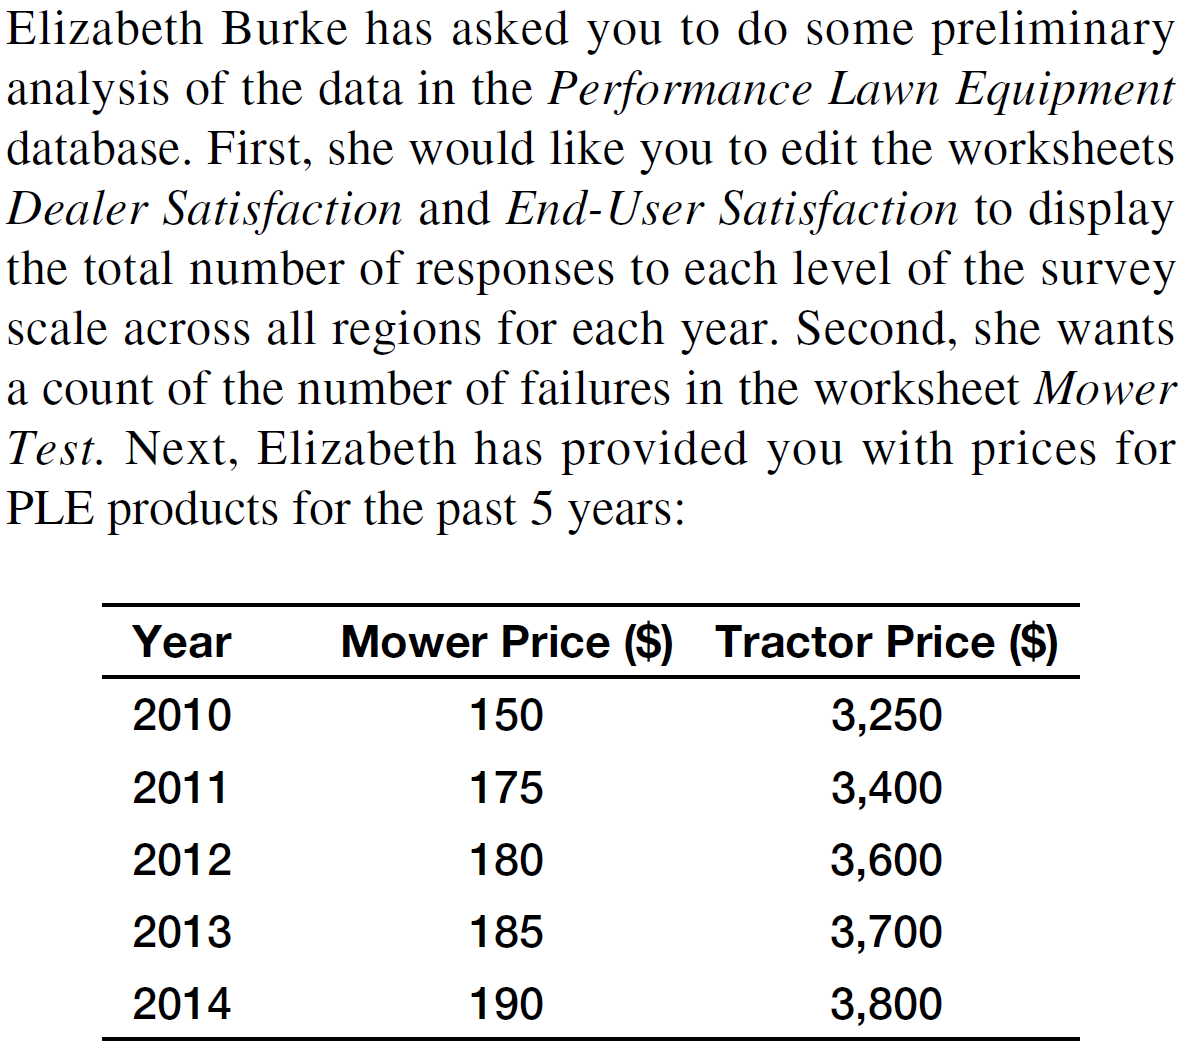 Elizabeth Burke has asked you to do some preliminary
analysis of the data in the Performance Lawn Equipment
database. First, she would like you to edit the worksheets
Dealer Satisfaction and End-User Satisfaction to display
the total number of responses to each level of the survey
scale across all regions for each year. Second, she wants
a count of the number of failures in the worksheet Mower
Test. Next, Elizabeth has provided you with prices for
PLE products for the past 5 years:
Year Mower Price ($) Tractor Price ($)
2010 150 3,250
2011 175 3,400
2012 180 3,600
2013 185 3,700
2014 190 3,800